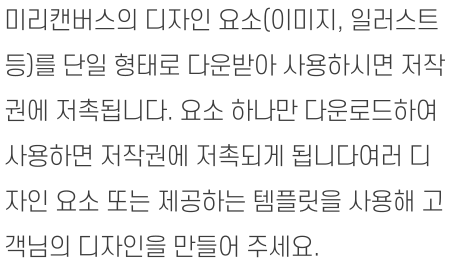 미리캔버스의 디자인 요소(이미지, 일러스트
등)를 단일 형태로 다운받아 사용하시면 저작
권에 저촉됩니다. 요소 하나만 다운로드하여
사용하면 저작권에 저촉되게 됩니다여러 디
자인 요소 또는 제공하는 템플릿을 사용해 고
객님의 디자인을 만들어 주세요.